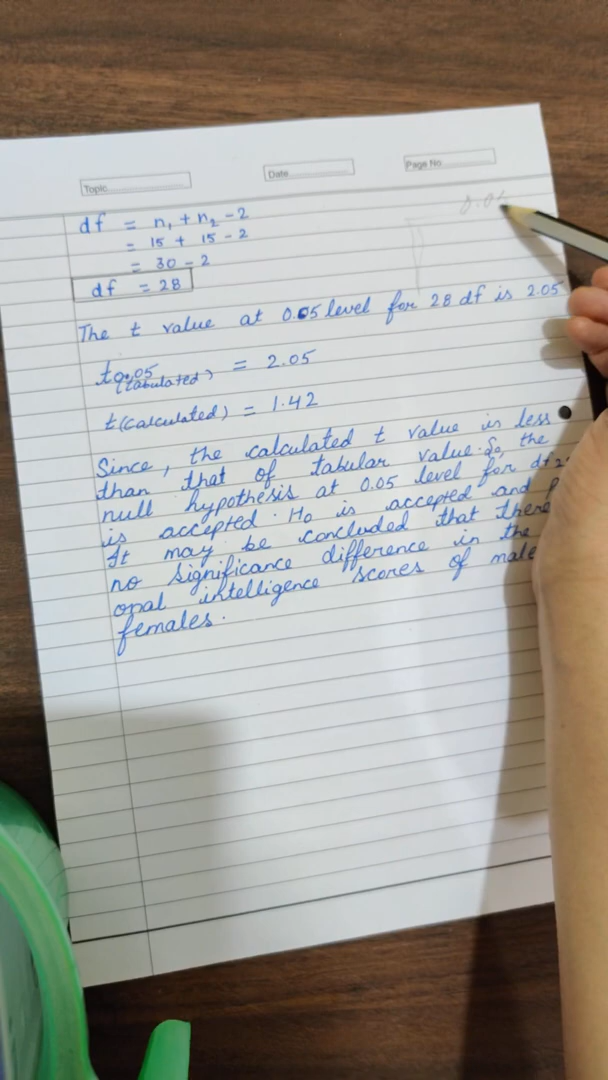 Topic
Date
Page No
df = n₁ + n₂ - 2
= 15 + 15 - 2
= 30 - 2
df = 28
The t value at 0.05 level for 28 df is 2.05
t0.05 (tabulated) = 2.05
t (calculated) = 1.42
Since, the calculated t value is less
than that of tabular value. So, the
null hypothesis at 0.05 level for df
is accepted. Ho is accepted and
It may be concluded that there
no significance difference in the
onal intelligence scores of male
females.